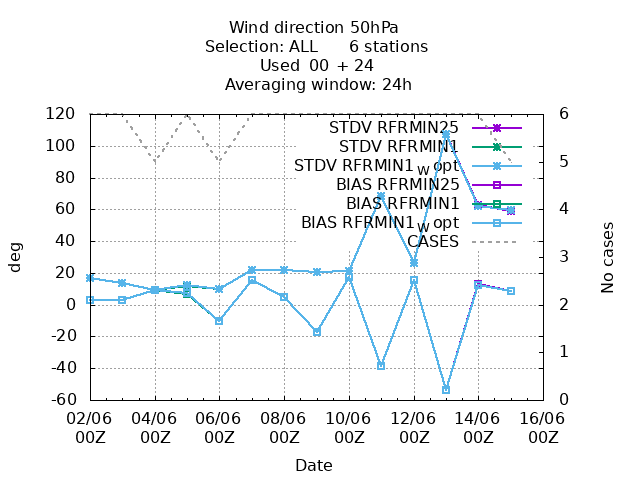 Wind direction 50hPa
Selection: ALL 6 stations
Used 00 + 24
Averaging window: 24h
120
100
80
60
40
20
0
-20
-40
-60
deg
6
5
4
3
2
1
0
No cases
STDV RFRMIN25
STDV RFRMIN1
STDV RFRMIN1_w opt
BIAS RFRMIN25
BIAS RFRMIN1
BIAS RFRMIN1_w opt
CASES
02/06 04/06 06/06 08/06 10/06 12/06 14/06 16/06
00Z 00Z 00Z 00Z 00Z 00Z 00Z 00Z
Date